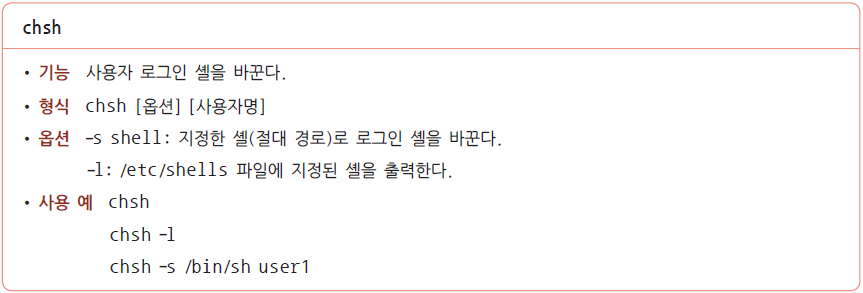 chsh
• 기능 사용자 로그인 셸을 바꾼다.
• 형식 chsh [옵션] [사용자명]
• 옵션 -s shell: 지정한 셸(절대 경로)로 로그인 셸을 바꾼다.
-l: /etc/shells 파일에 지정된 셸을 출력한다.
• 사용 예 chsh
chsh -l
chsh -s /bin/sh user1